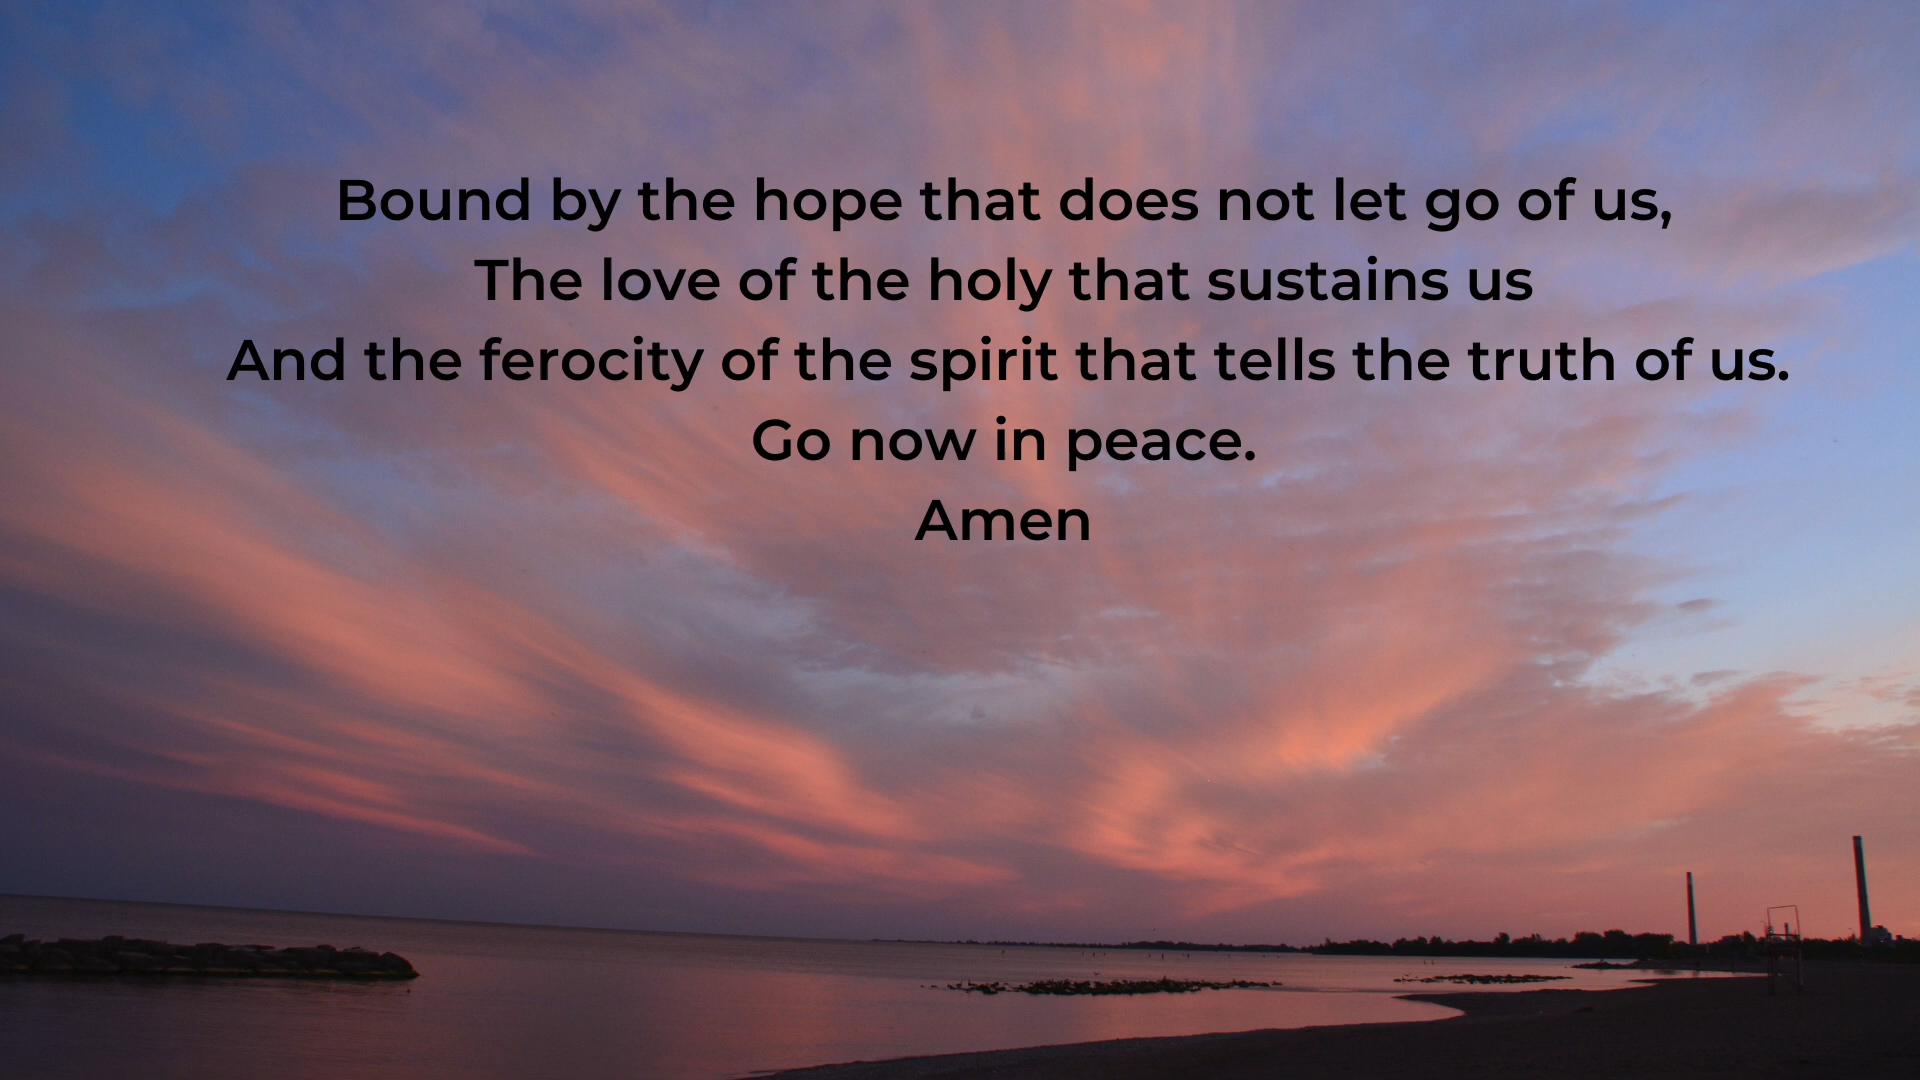 Bound by the hope that does not let go of us,
The love of the holy that sustains us
And the ferocity of the spirit that tells the truth of us.
Go now in peace.
Amen